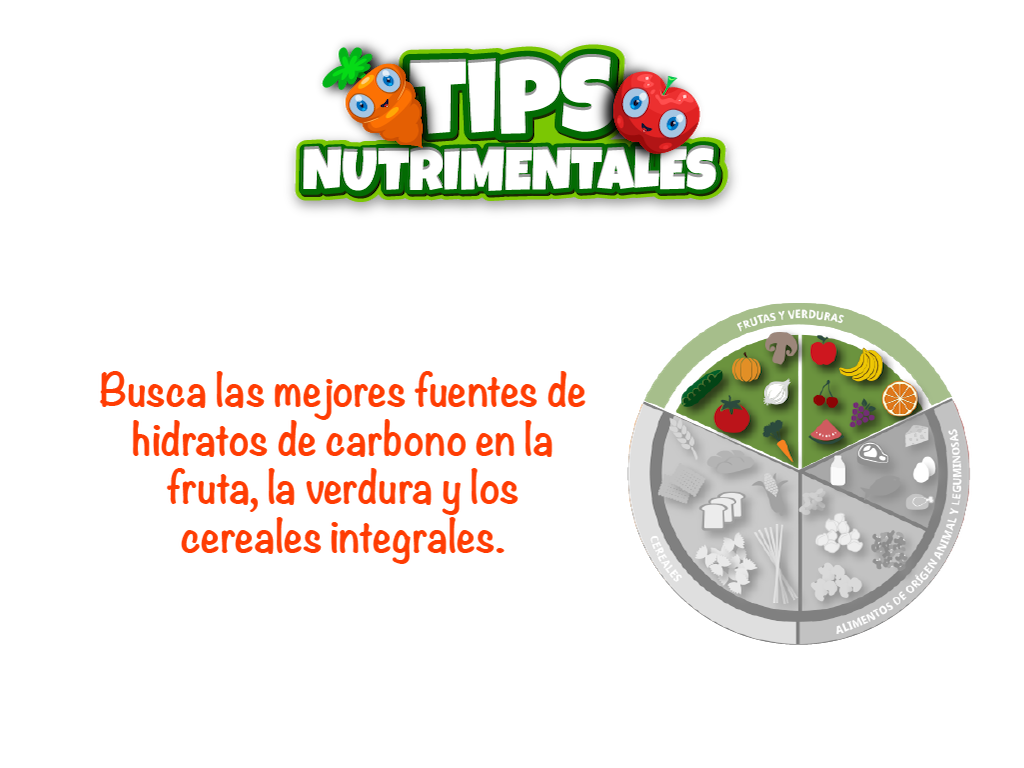 TIPS
NUTRIMENTALES
FRUTAS Y VERDURAS
Busca las mejores fuentes de
hidratos de carbono en la
fruta, la verdura y los
cereales integrales.
CEREALES
ALIMENTOS DE ORÍGEN ANIMAL Y LEGUMINOSAS